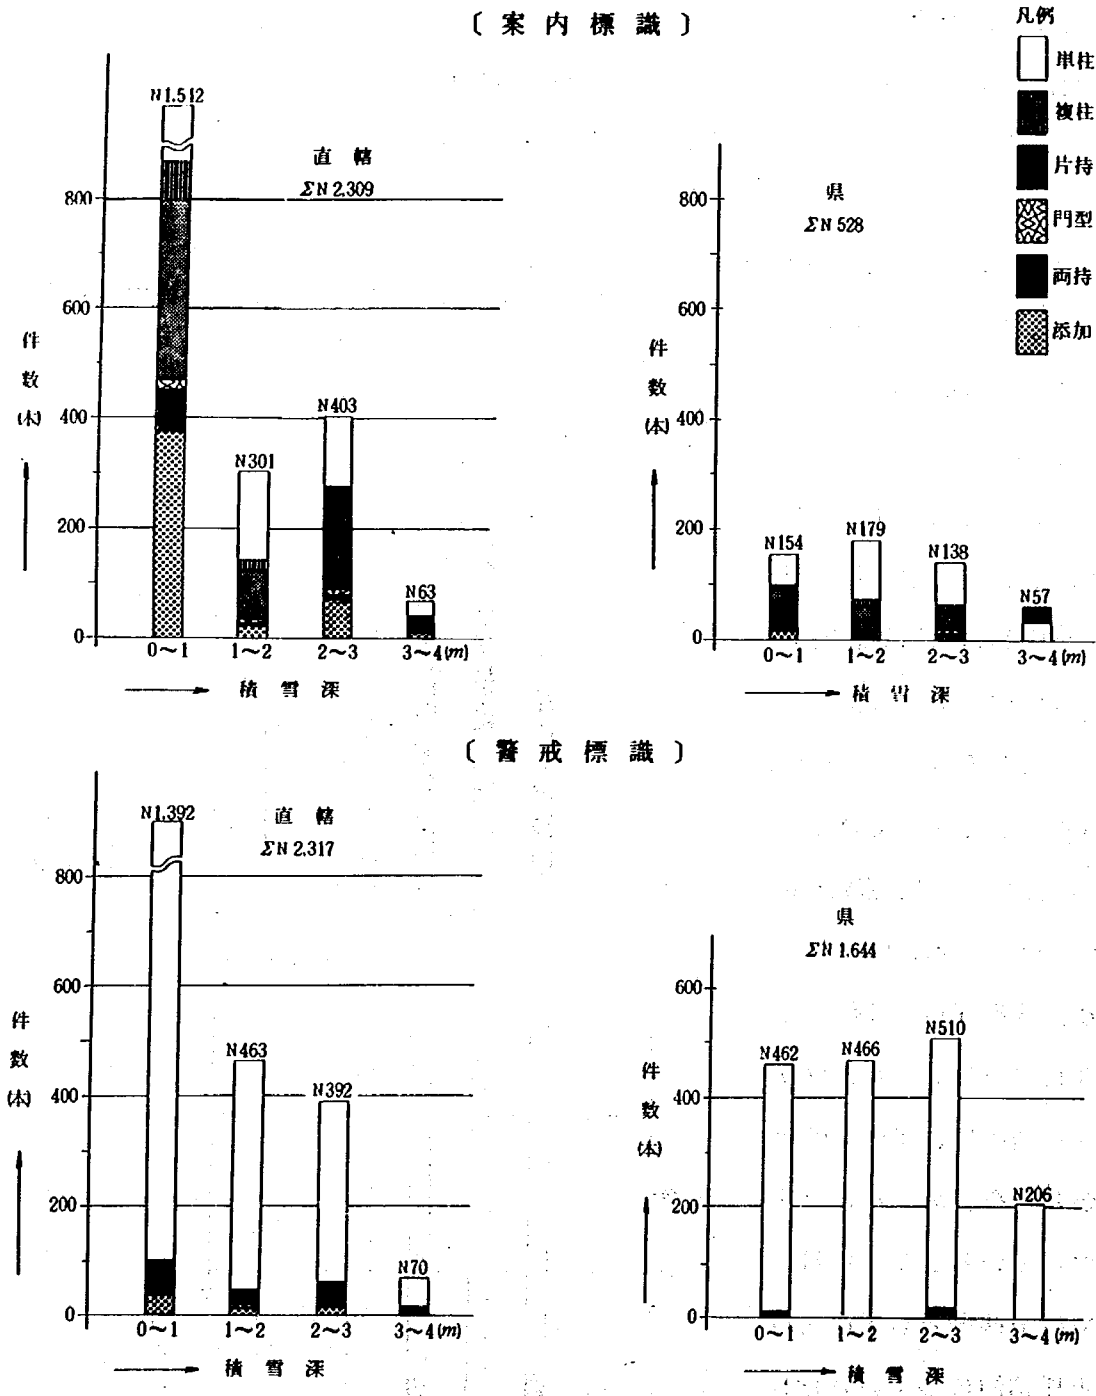 〔案内標識〕
凡例
単柱
複柱
片持
門型
両持
添加
直轄
ΣN 2,309
件数(本)
800
600
400
200
0
N1,512
N301
N403
N63
0～1
1～2
2～3
3～4(m)
積雪深
県
ΣN 528
件数(本)
800
600
400
200
0
N154
N179
N138
N57
0～1
1～2
2～3
3～4(m)
積雪深
〔警戒標識〕
直轄
ΣN 2,317
件数(本)
800
600
400
200
0
N1,392
N463
N392
N70
0～1
1～2
2～3
3～4(m)
積雪深
県
ΣN 1,644
件数(本)
600
400
200
0
N462
N466
N510
N206
0～1
1～2
2～3
3～4(m)
積雪深